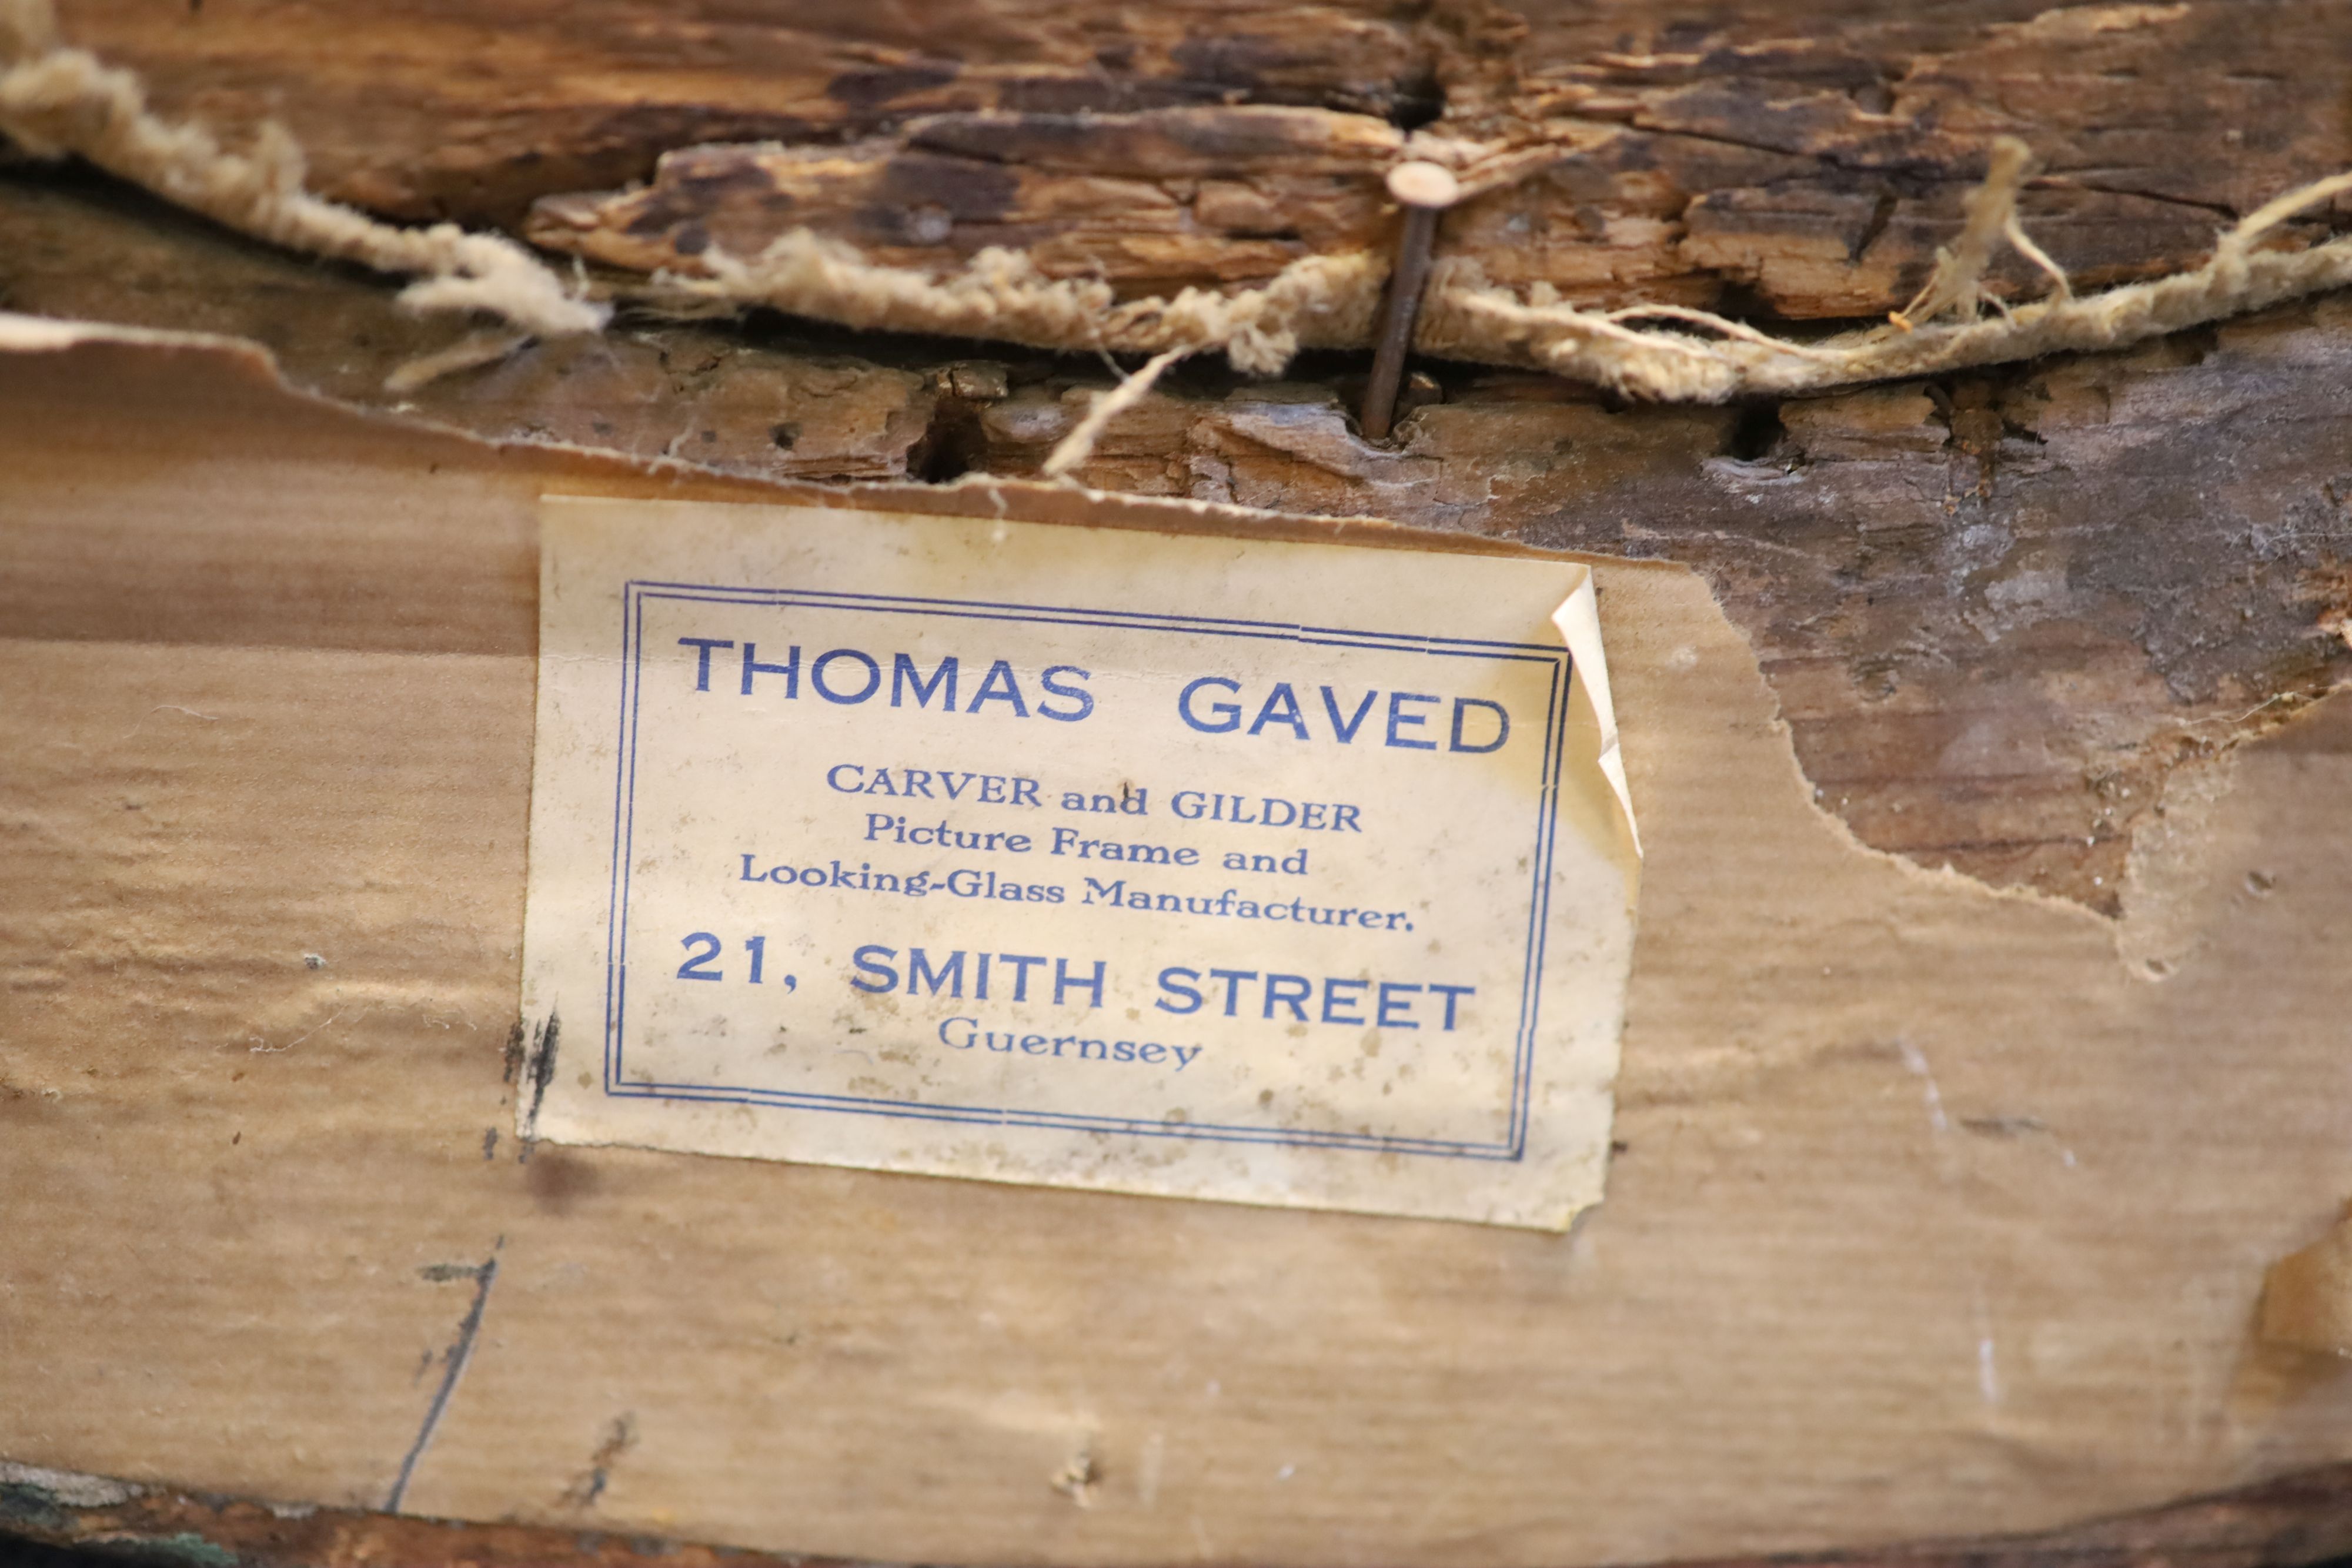 THOMAS GAVED
CARVER and GILDER
Picture Frame and
Looking-Glass Manufacturer.
21, SMITH STREET
Guernsey